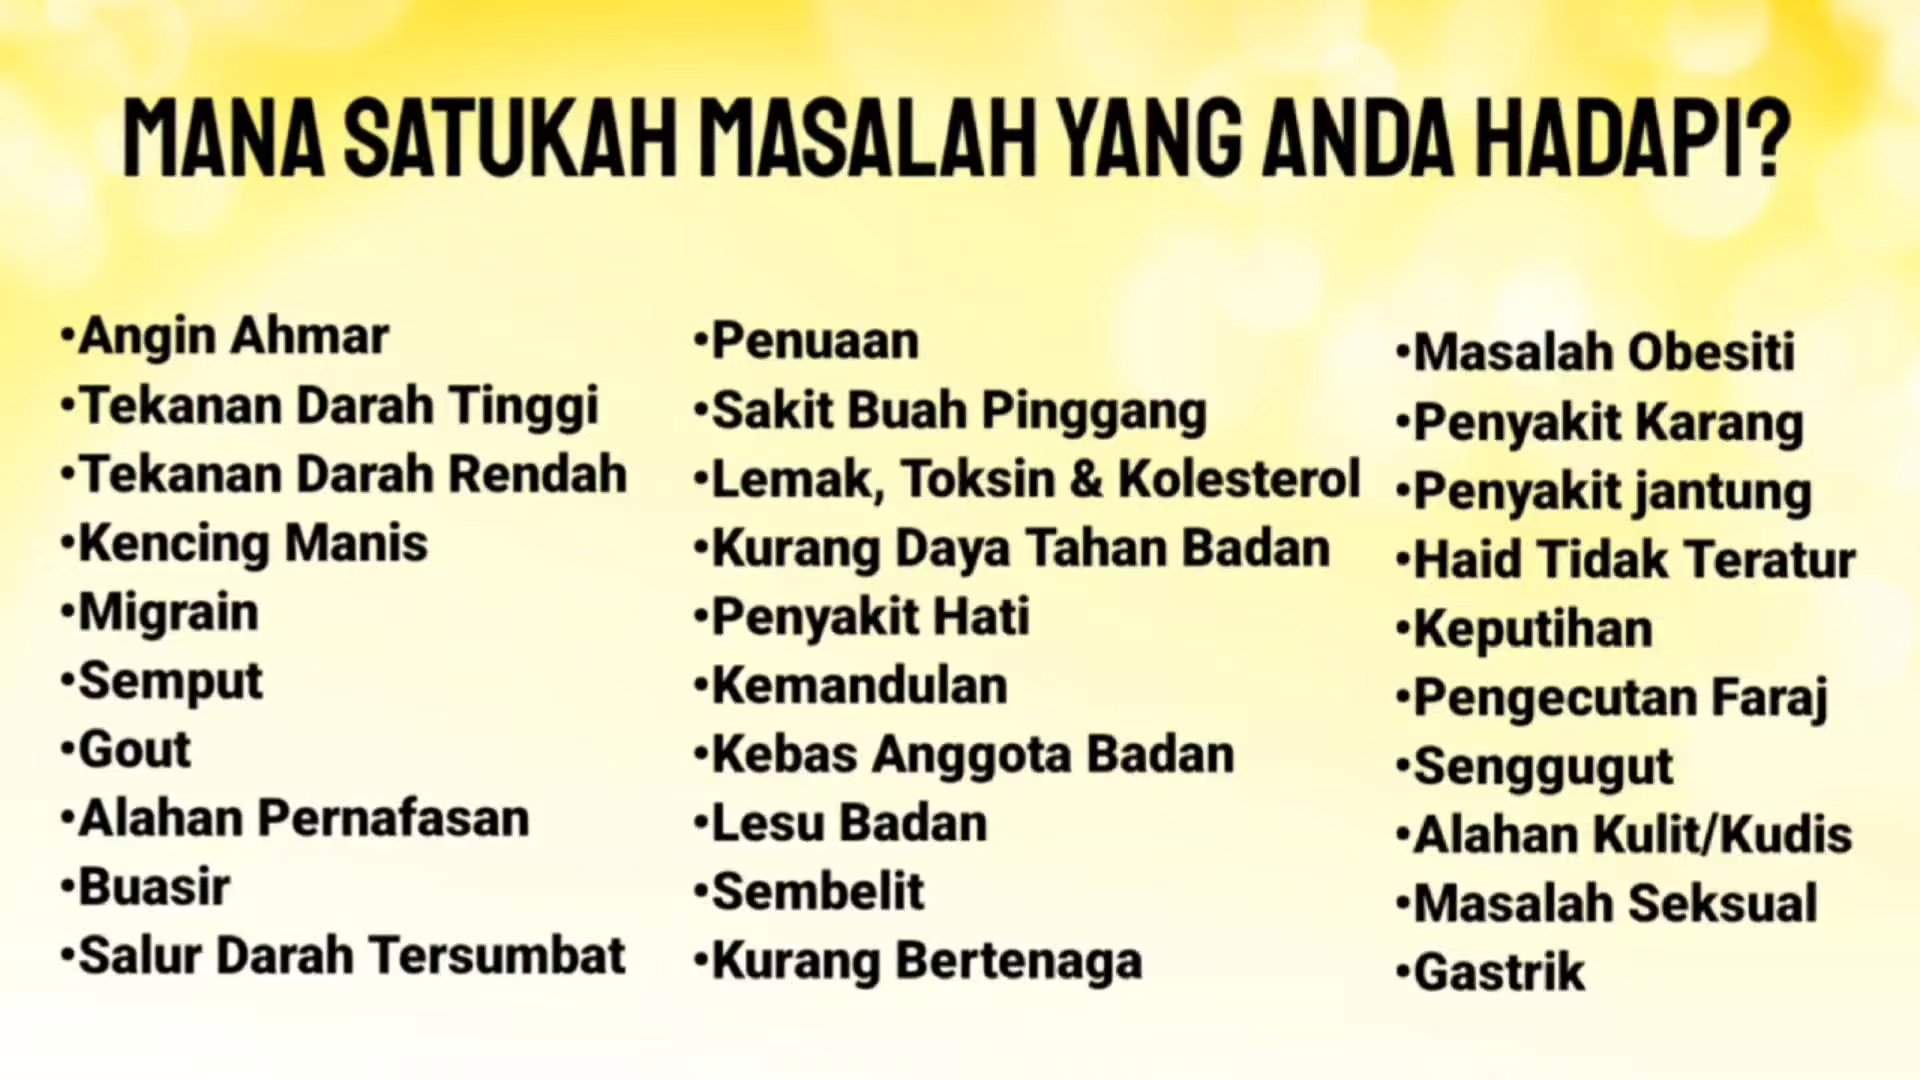 MANA SATUKAH MASALAH YANG ANDA HADAPI?
•Angin Ahmar
•Tekanan Darah Tinggi
•Tekanan Darah Rendah
•Kencing Manis
•Migrain
•Semput
•Gout
•Alahan Pernafasan
•Buasir
•Salur Darah Tersumbat
•Penuaan
•Sakit Buah Pinggang
•Lemak, Toksin & Kolesterol
•Kurang Daya Tahan Badan
•Penyakit Hati
•Kemandulan
•Kebas Anggota Badan
•Lesu Badan
•Sembelit
•Kurang Bertenaga
•Masalah Obesiti
•Penyakit Karang
•Penyakit jantung
•Haid Tidak Teratur
•Keputihan
•Pengecutan Faraj
•Senggugut
•Alahan Kulit/Kudis
•Masalah Seksual
•Gastrik